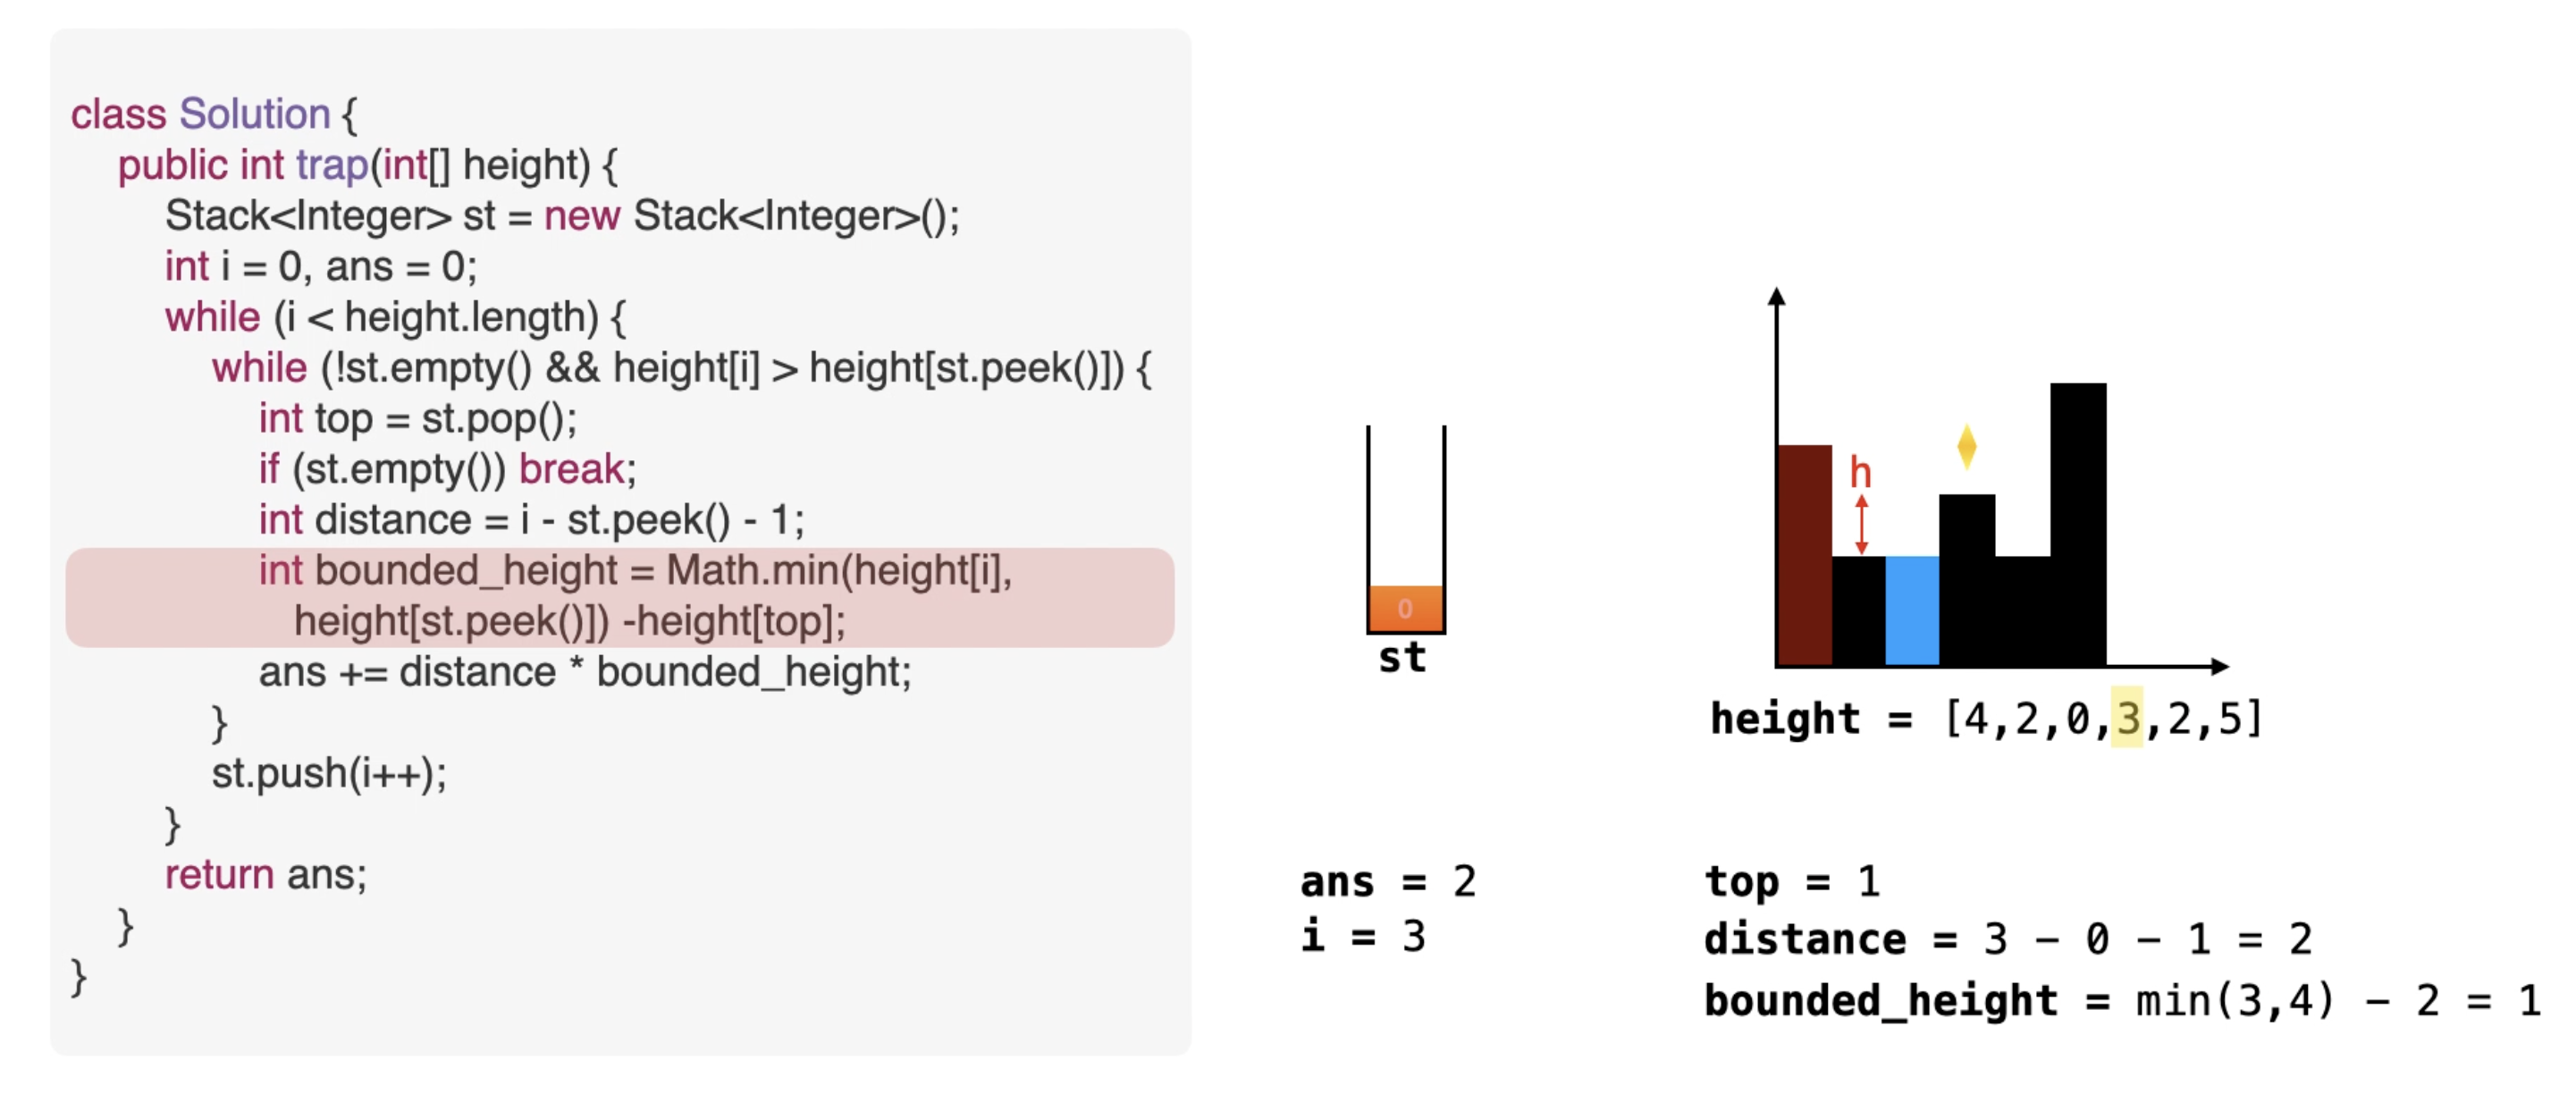 class Solution {
public int trap(int[] height) {
Stack<Integer> st = new Stack<Integer>();
int i = 0, ans = 0;
while (i < height.length) {
while (!st.empty() && height[i] > height[st.peek()]) {
int top = st.pop();
if (st.empty()) break;
int distance = i - st.peek() - 1;
int bounded_height = Math.min(height[i],
height[st.peek()]) -height[top];
ans += distance * bounded_height;
}
st.push(i++);
}
return ans;
}
}
0
st
h
height = [4,2,0,3,2,5]
ans = 2
i = 3
top = 1
distance = 3 − 0 − 1 = 2
bounded_height = min(3,4) − 2 = 1